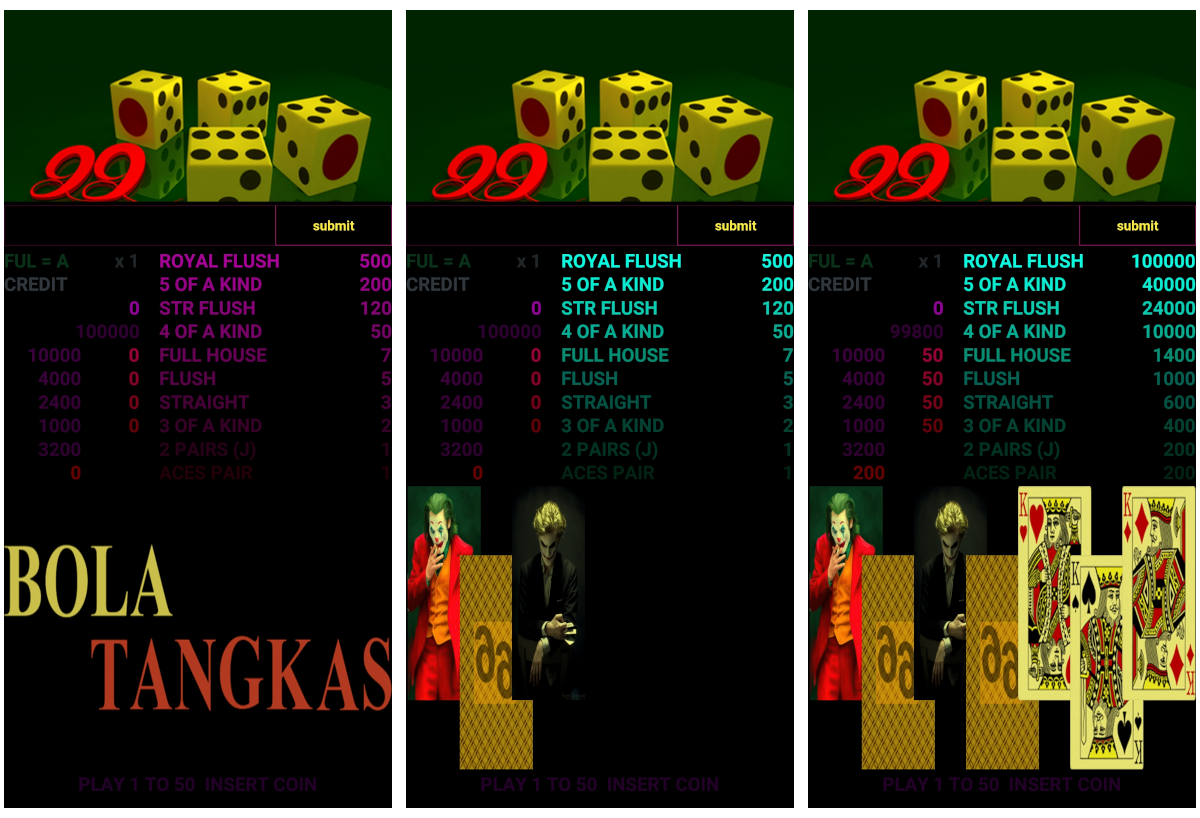 99
submit
FUL = A x 1 ROYAL FLUSH 500
CREDIT 5 OF A KIND 200
0 STR FLUSH 120
100000 4 OF A KIND 50
10000 0 FULL HOUSE 7
4000 0 FLUSH 5
2400 0 STRAIGHT 3
1000 0 3 OF A KIND 2
3200 2 PAIRS (J) 1
0 ACES PAIR 1
BOLA
TANGKAS
PLAY 1 TO 50 INSERT COIN
99
submit
FUL = A x 1 ROYAL FLUSH 500
CREDIT 5 OF A KIND 200
0 STR FLUSH 120
100000 4 OF A KIND 50
10000 0 FULL HOUSE 7
4000 0 FLUSH 5
2400 0 STRAIGHT 3
1000 0 3 OF A KIND 2
3200 2 PAIRS (J) 1
0 ACES PAIR 1
99
PLAY 1 TO 50 INSERT COIN
99
submit
FUL = A x 1 ROYAL FLUSH 100000
CREDIT 5 OF A KIND 40000
0 STR FLUSH 24000
99800 4 OF A KIND 10000
10000 50 FULL HOUSE 1400
4000 50 FLUSH 1000
2400 50 STRAIGHT 600
1000 50 3 OF A KIND 400
3200 2 PAIRS (J) 200
200 ACES PAIR 200
K K
K
99 99
K
K
PLAY 1 TO 50 INSERT COIN